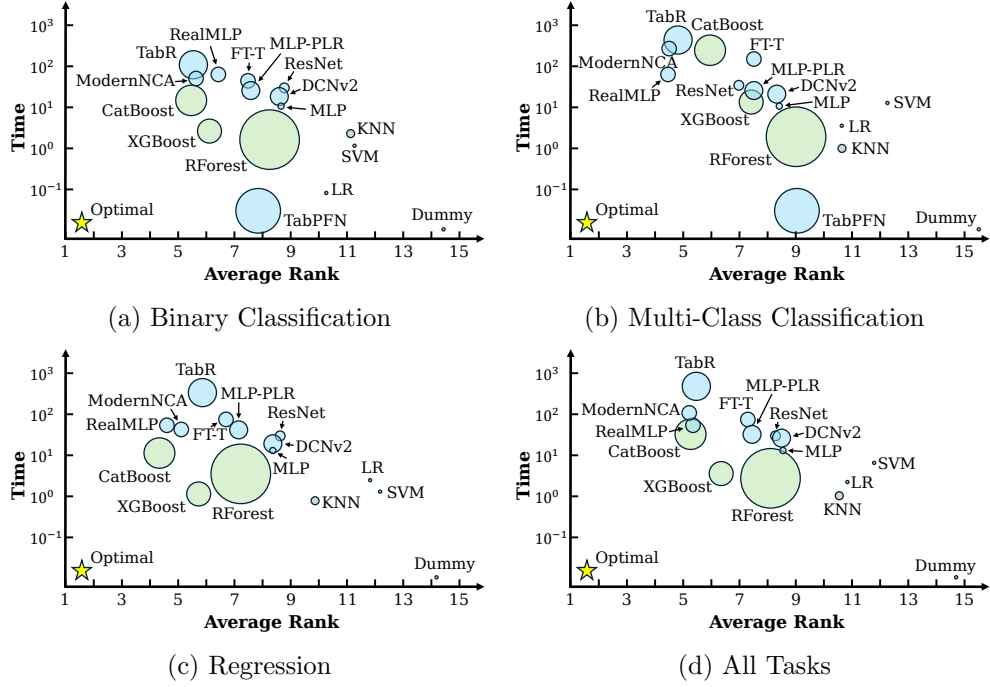 10³
10²
10¹
10⁰
10⁻¹
Time
TabR
RealMLP
FT-T
MLP-PLR
ResNet
ModernNCA
DCNv2
CatBoost
MLP
XGBoost
KNN
RForest
SVM
LR
Optimal
TabPFN
Dummy
1 3 5 7 9 11 13 15
Average Rank
(a) Binary Classification
10³
10²
10¹
10⁰
10⁻¹
Time
TabR
CatBoost
FT-T
ModernNCA
MLP-PLR
RealMLP
ResNet
DCNv2
MLP
SVM
XGBoost
LR
RForest
KNN
Optimal
TabPFN
Dummy
1 3 5 7 9 11 13 15
Average Rank
(b) Multi-Class Classification
10³
10²
10¹
10⁰
10⁻¹
Time
TabR
ModernNCA
MLP-PLR
RealMLP
ResNet
FT-T
DCNv2
CatBoost
MLP
LR
XGBoost
SVM
RForest
KNN
Optimal
Dummy
1 3 5 7 9 11 13 15
Average Rank
(c) Regression
10³
10²
10¹
10⁰
10⁻¹
Time
TabR
MLP-PLR
ModernNCA
FT-T
ResNet
RealMLP
DCNv2
CatBoost
MLP
SVM
XGBoost
LR
RForest
KNN
Optimal
Dummy
1 3 5 7 9 11 13 15
Average Rank
(d) All Tasks